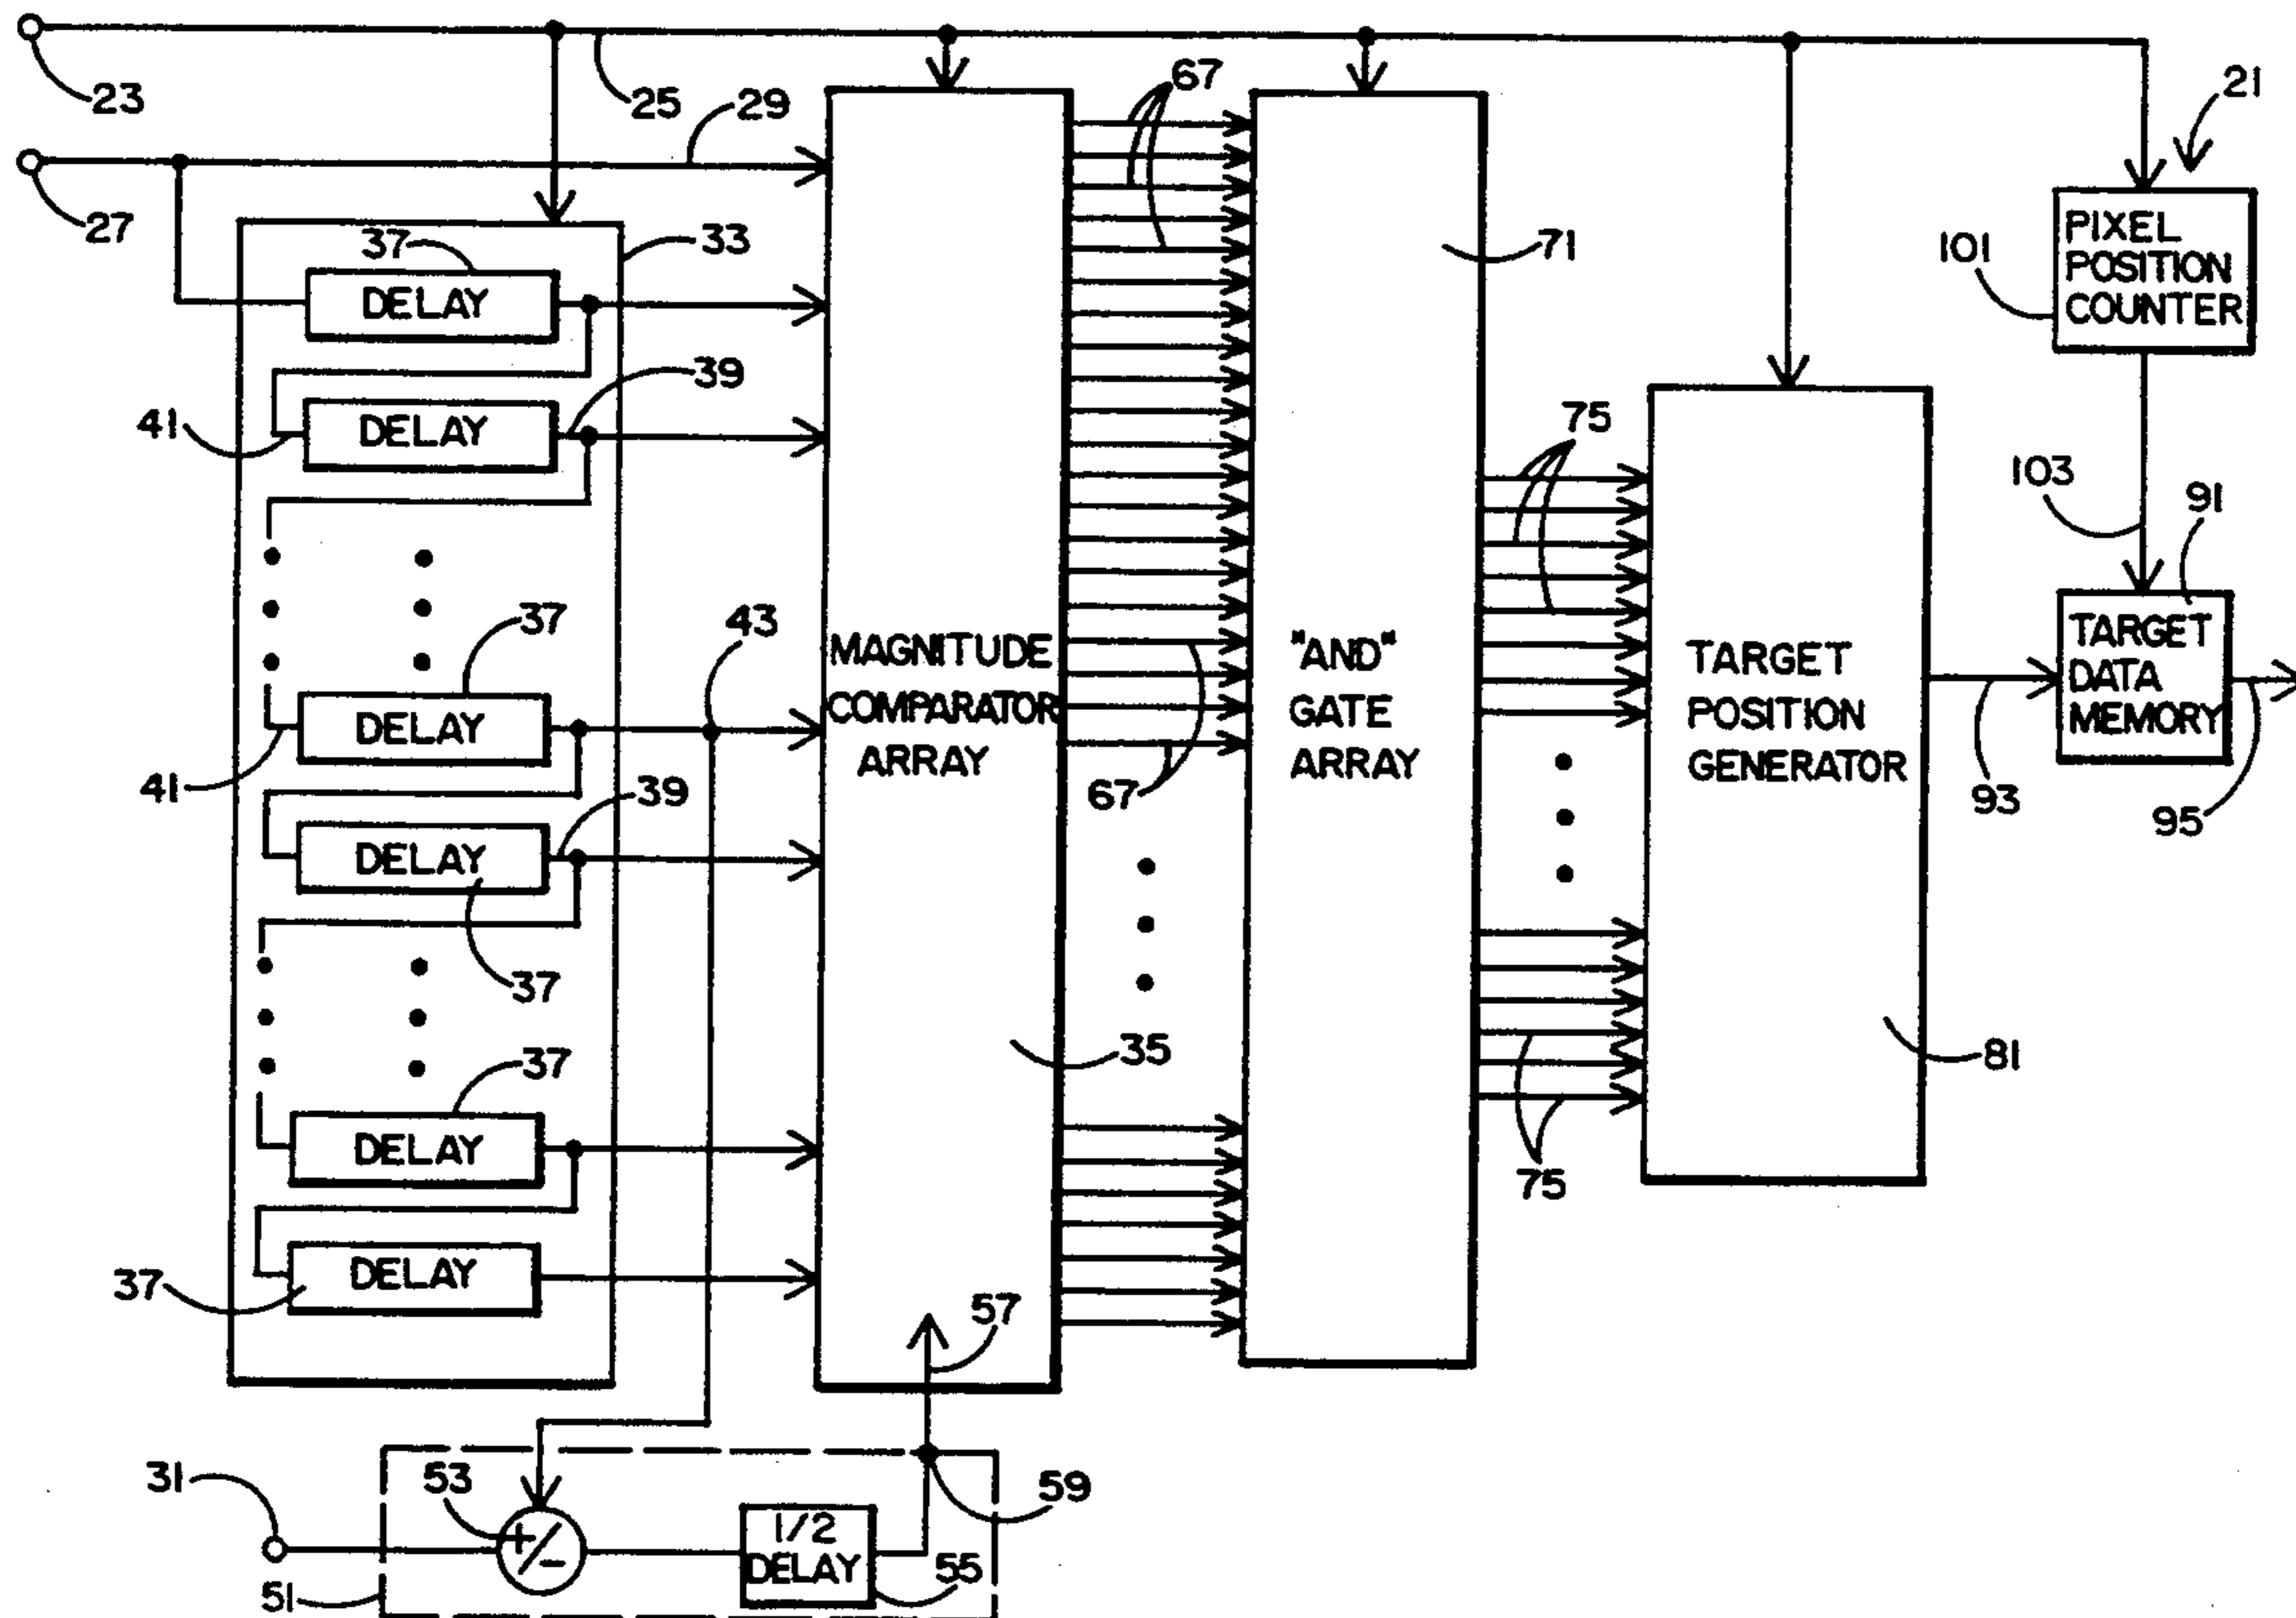 23
25
67
21
29
27
37
33
71
101
PIXEL
POSITION
COUNTER
DELAY
39
41
DELAY
75
103
91
37
43
DELAY
41
MAGNITUDE
COMPARATOR
ARRAY
"AND"
GATE
ARRAY
TARGET
POSITION
GENERATOR
TARGET
DATA
MEMORY
39
67
93
95
DELAY
37
37
35
81
DELAY
75
DELAY
37
57
31
53
59
1/2
DELAY
55
51